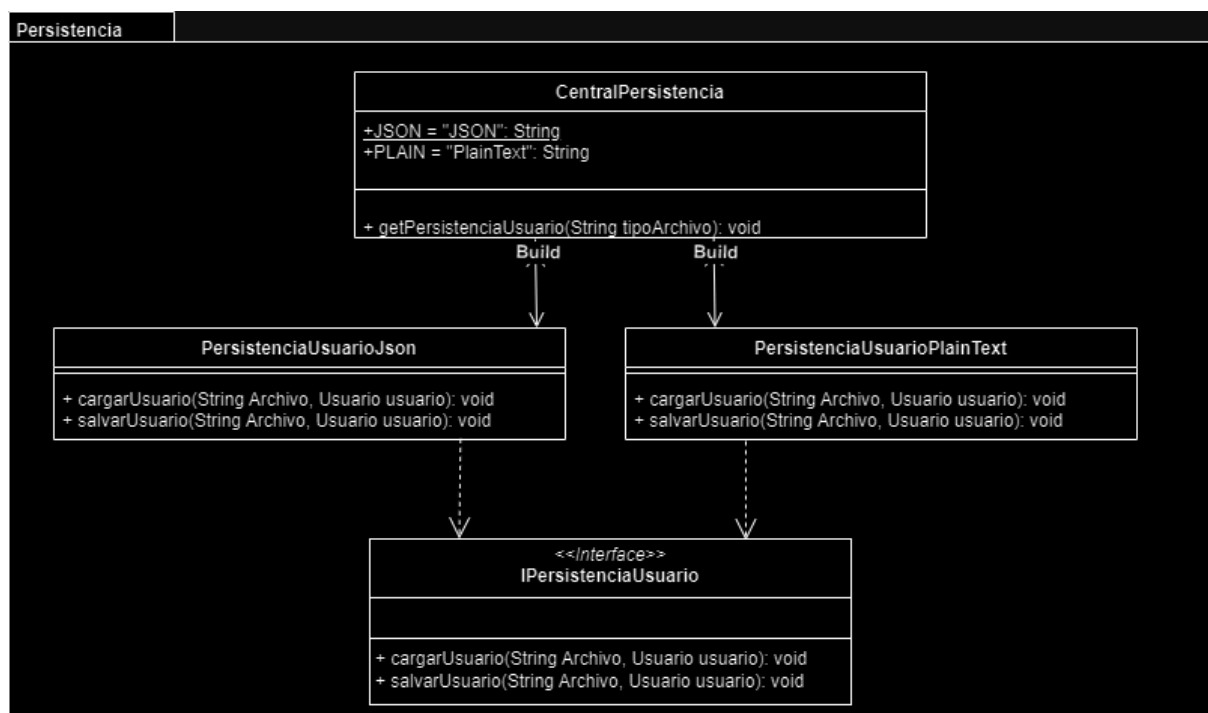 Persistencia
CentralPersistencia
+JSON = "JSON": String
+PLAIN = "PlainText": String
+ getPersistenciaUsuario(String tipoArchivo): void
Build
Build
PersistenciaUsuarioJson
+ cargarUsuario(String Archivo, Usuario usuario): void
+ salvarUsuario(String Archivo, Usuario usuario): void
PersistenciaUsuarioPlainText
+ cargarUsuario(String Archivo, Usuario usuario): void
+ salvarUsuario(String Archivo, Usuario usuario): void
<<Interface>>
IPersistenciaUsuario
+ cargarUsuario(String Archivo, Usuario usuario): void
+ salvarUsuario(String Archivo, Usuario usuario): void